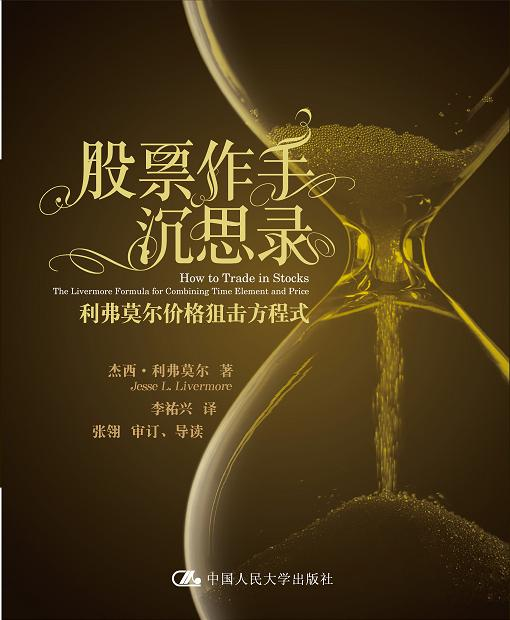 股票作手
沉思录
How to Trade in Stocks
The Livermore Formula for Combining Time Element and Price
利弗莫尔价格狙击方程式
杰西·利弗莫尔 著
Jesse L. Livermore
李祐兴 译
张翎 审订、导读
中国人民大学出版社